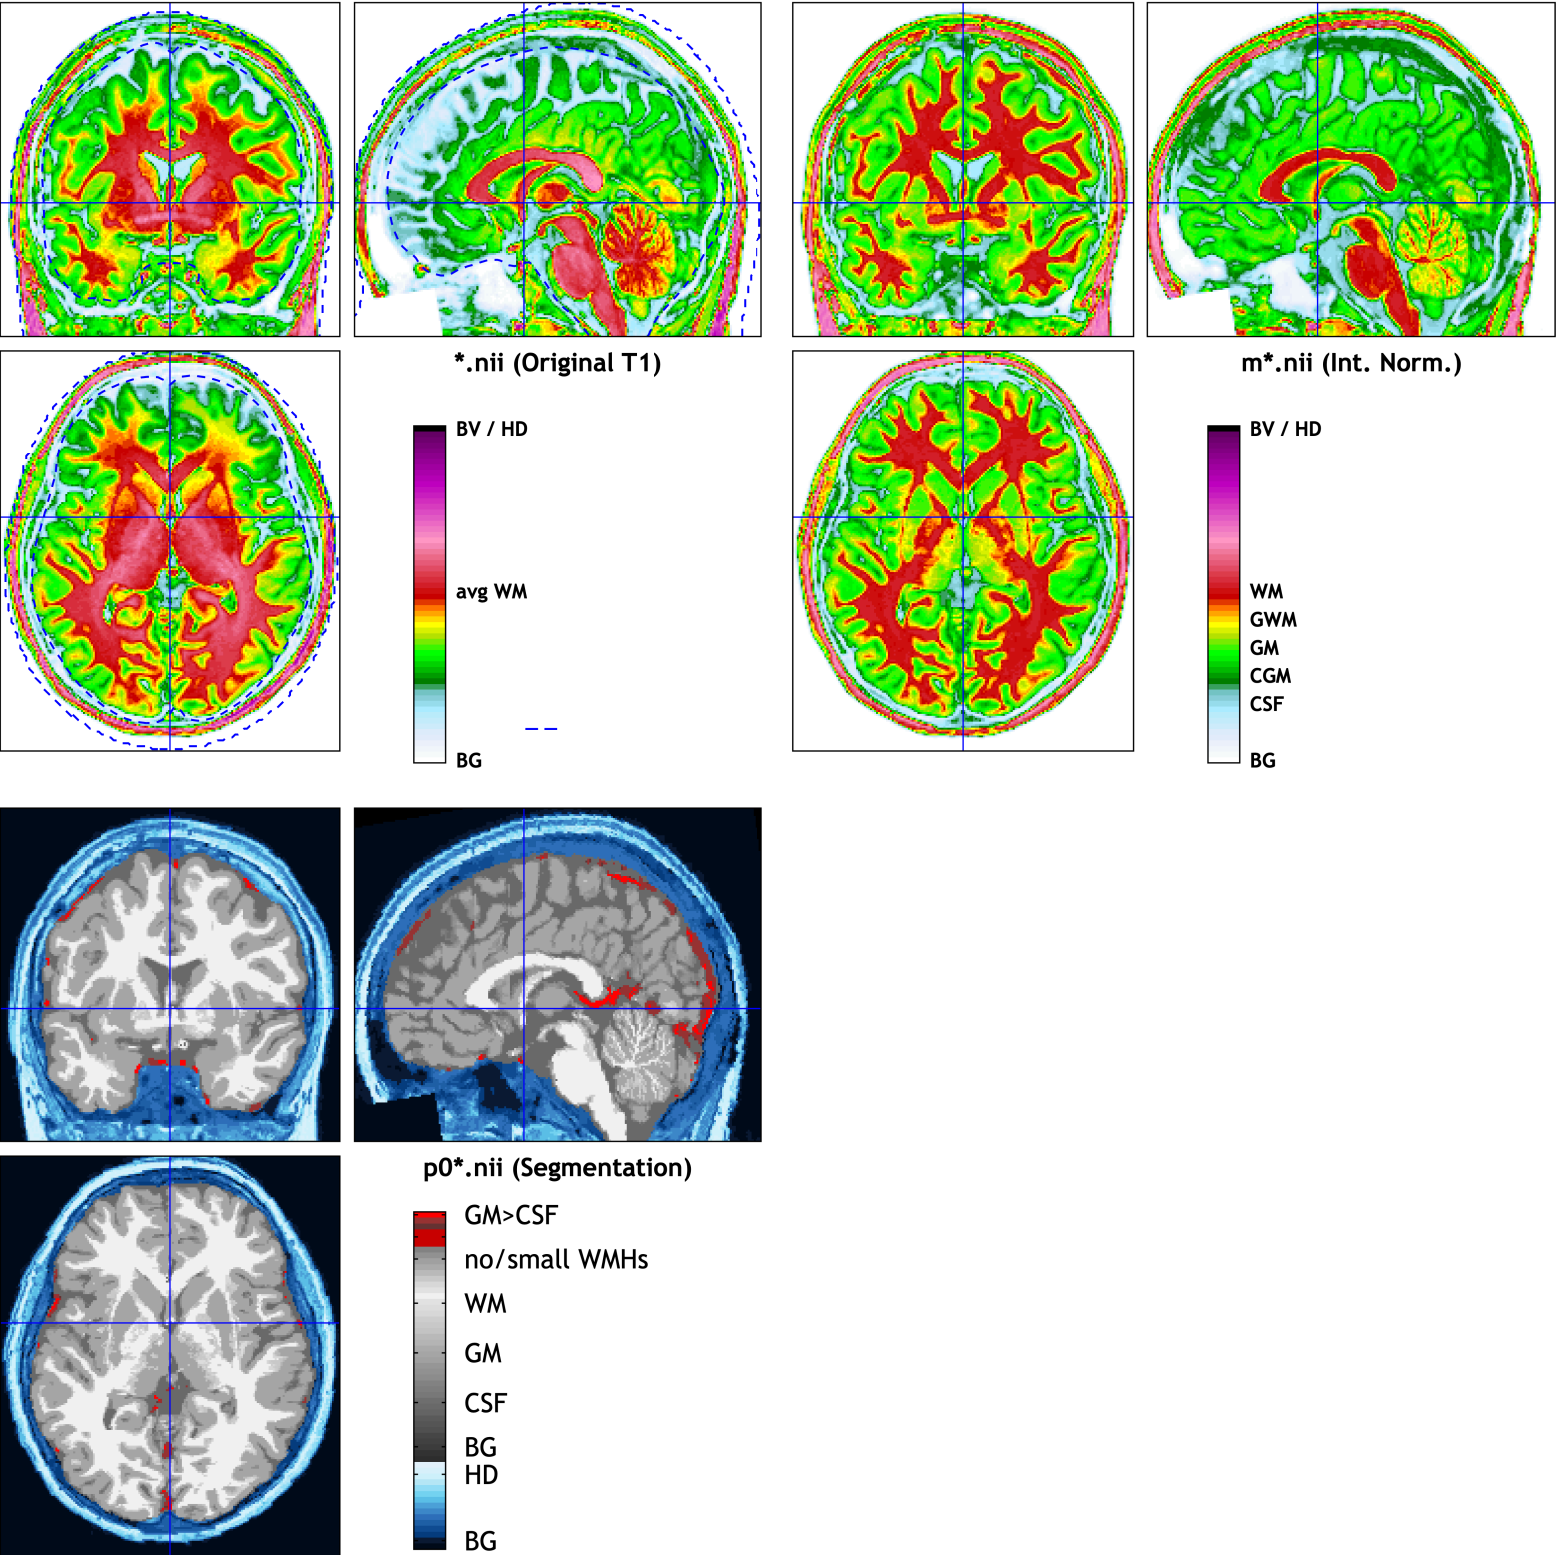 *.nii (Original T1)
BV / HD
avg WM
BG
m*.nii (Int. Norm.)
BV / HD
WM
GWM
GM
CGM
CSF
BG
p0*.nii (Segmentation)
GM>CSF
no/small WMHs
WM
GM
CSF
BG
HD
BG